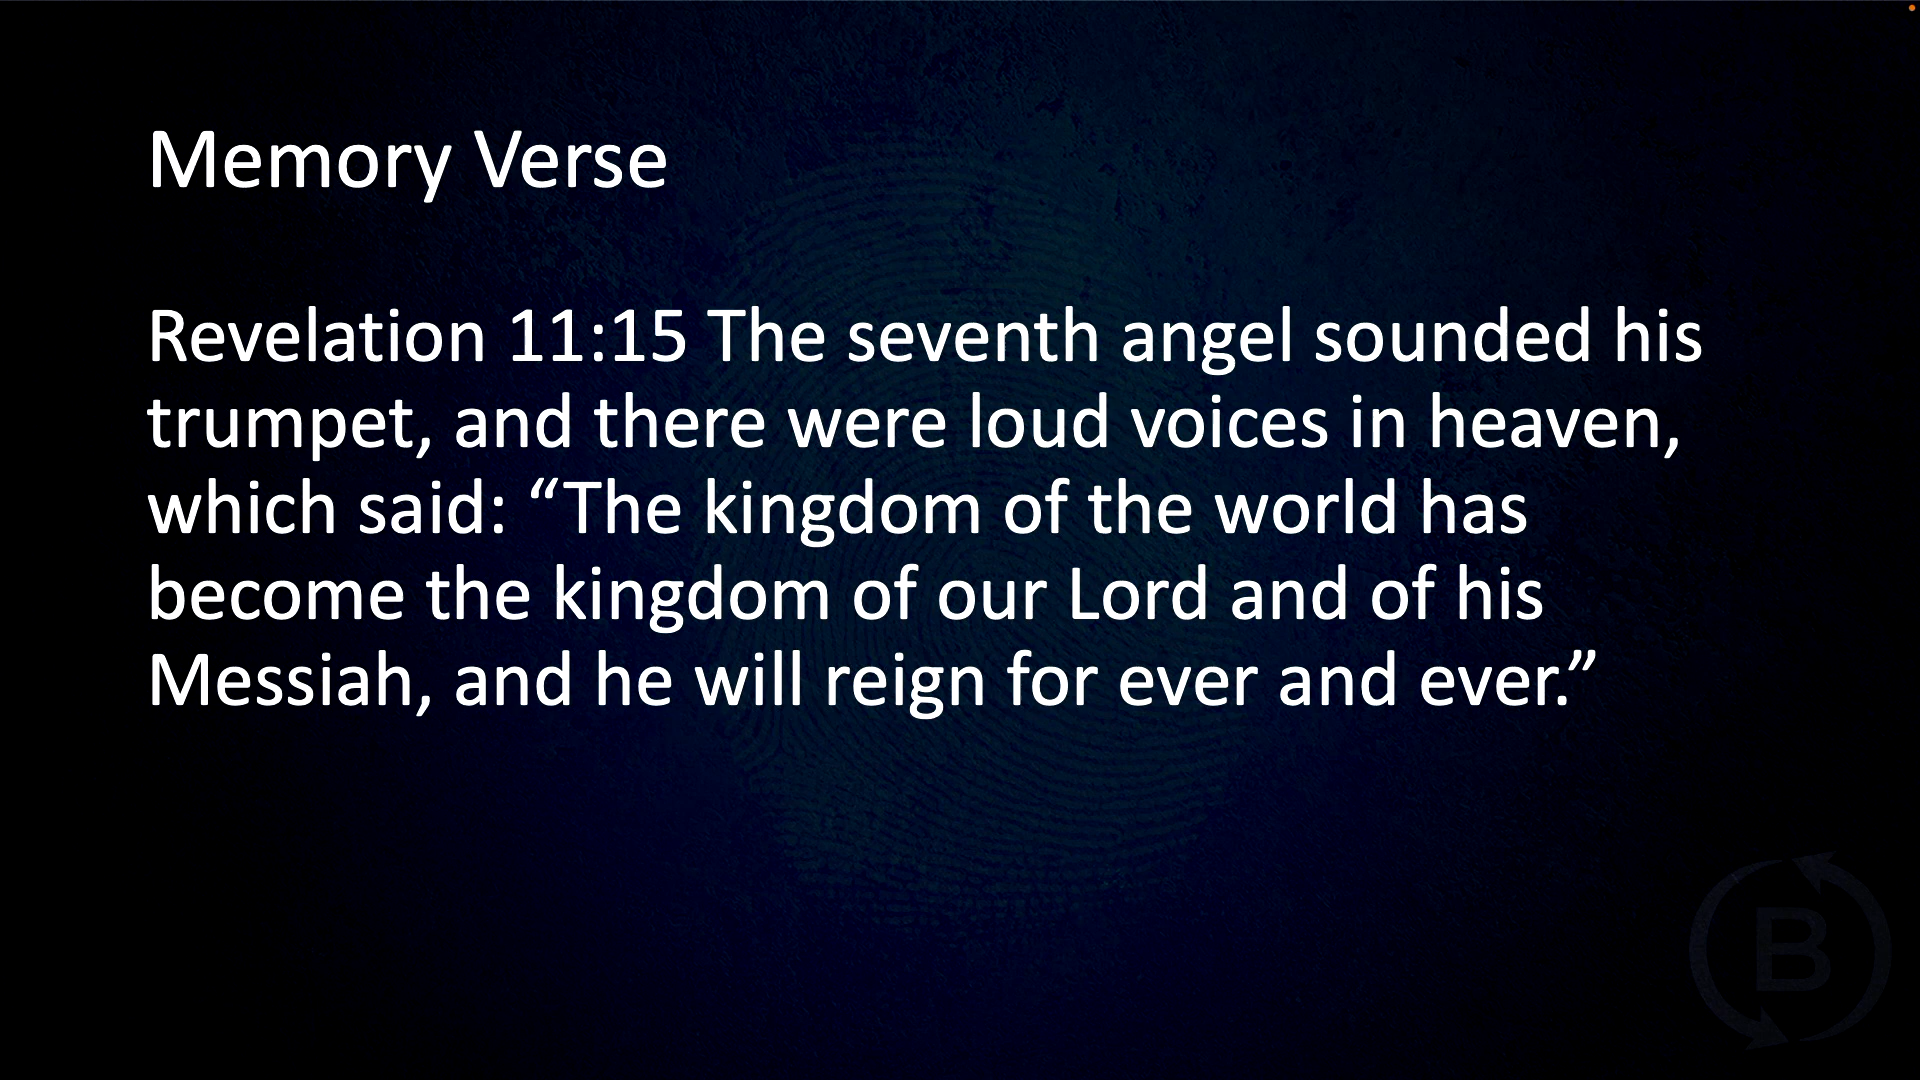 Memory Verse
Revelation 11:15 The seventh angel sounded his
trumpet, and there were loud voices in heaven,
which said: “The kingdom of the world has
become the kingdom of our Lord and of his
Messiah, and he will reign for ever and ever.”
B